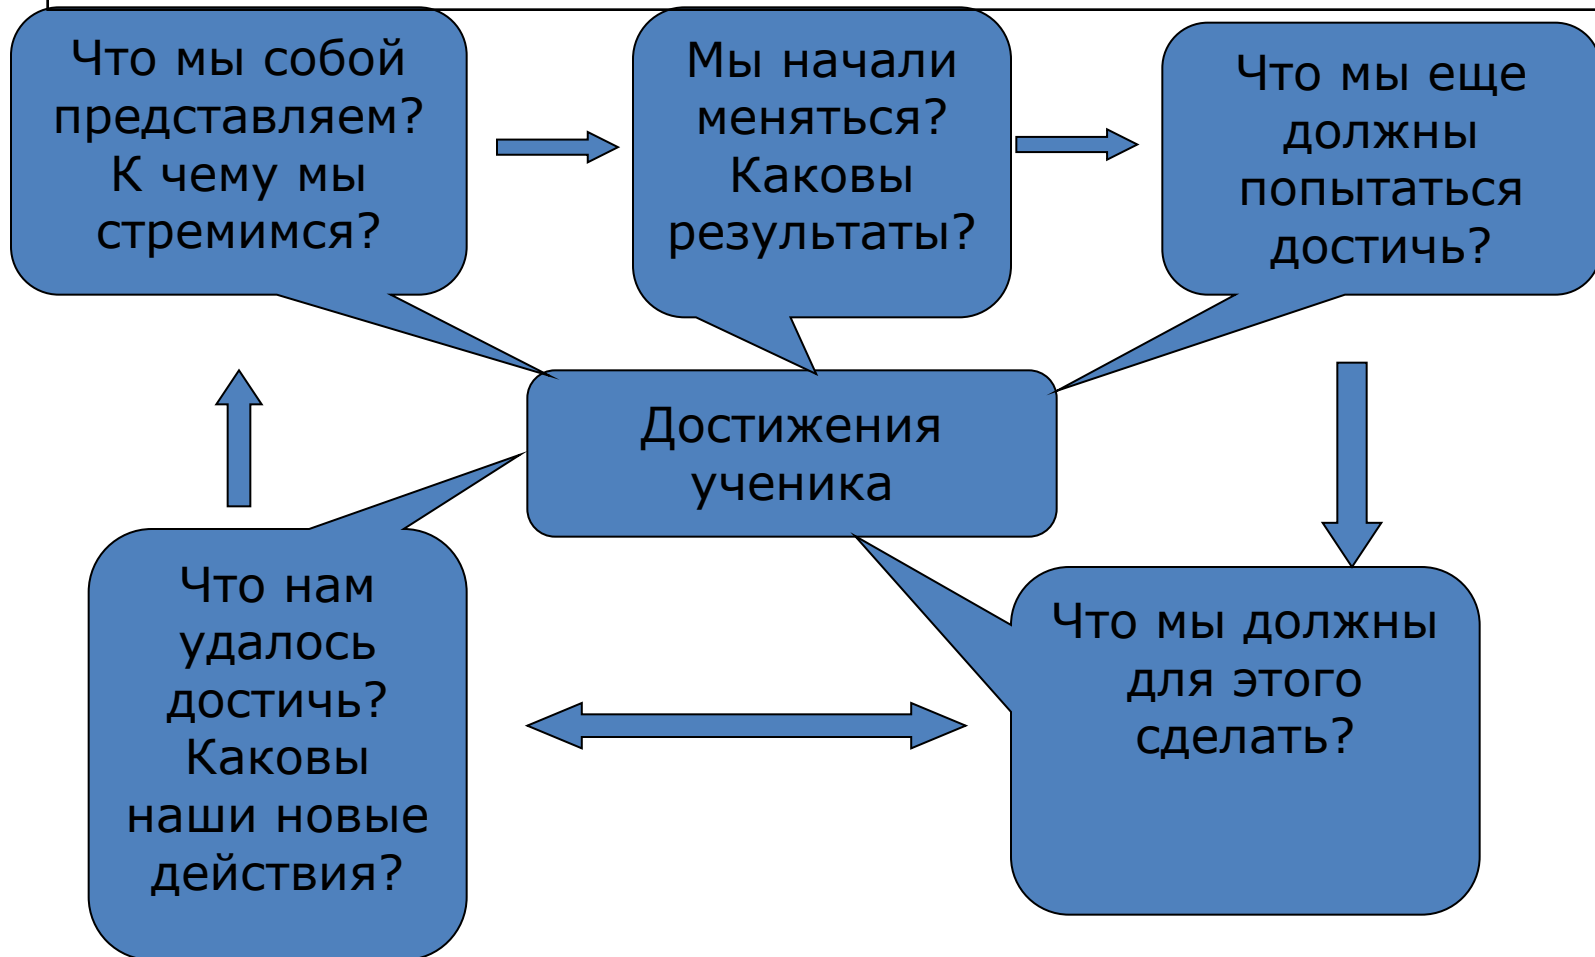 Что мы собой
представляем?
К чему мы
стремимся?
Мы начали
меняться?
Каковы
результаты?
Что мы еще
должны
попытаться
достичь?
Достижения
ученика
Что нам
удалось
достичь?
Каковы
наши новые
действия?
Что мы должны
для этого
сделать?